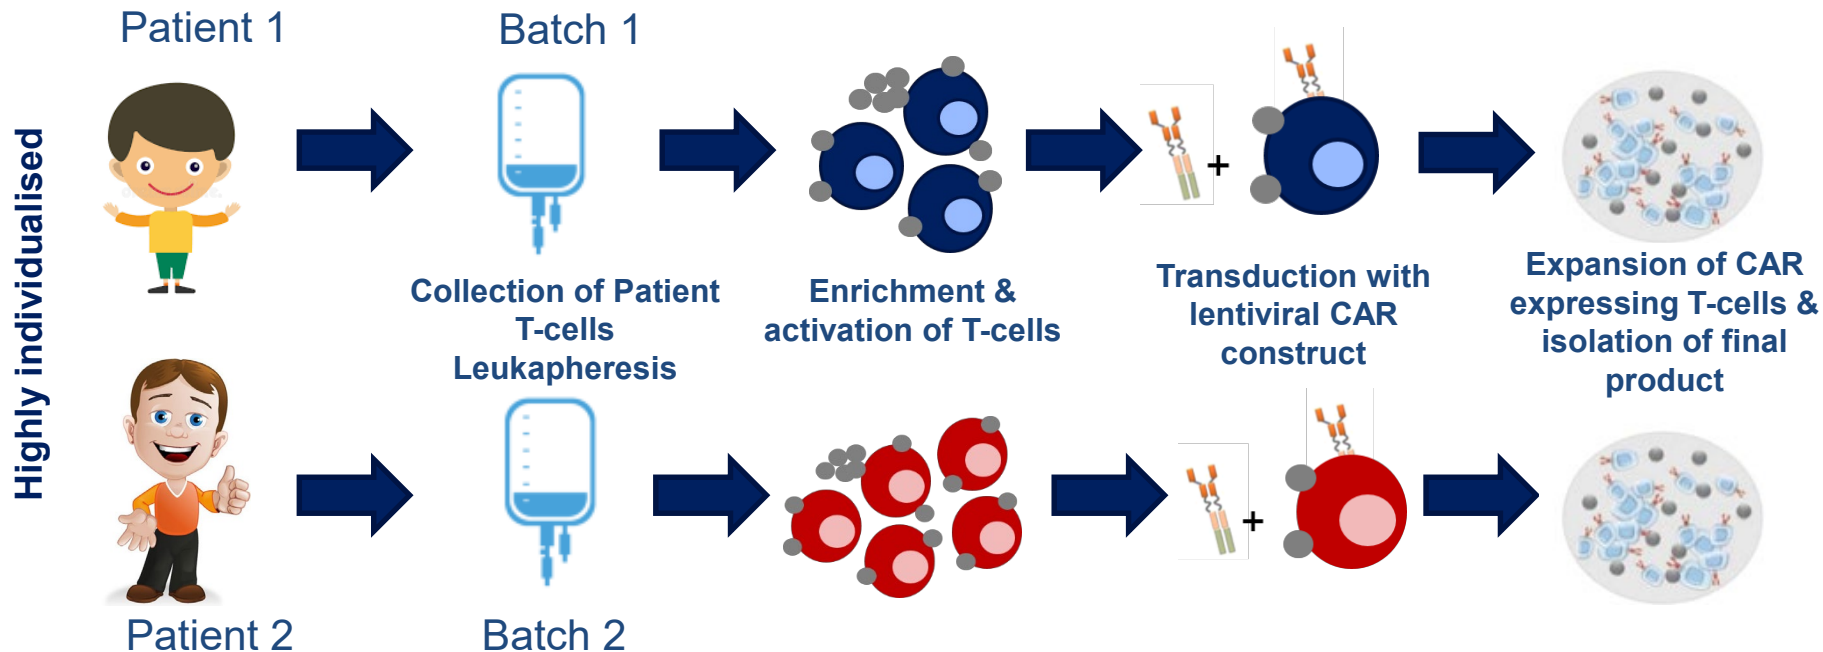 Highly individualised
Patient 1
Batch 1
Collection of Patient
T-cells
Leukapheresis
Enrichment &
activation of T-cells
+
Transduction with
lentiviral CAR
construct
Expansion of CAR
expressing T-cells &
isolation of final
product
+
Patient 2
Batch 2